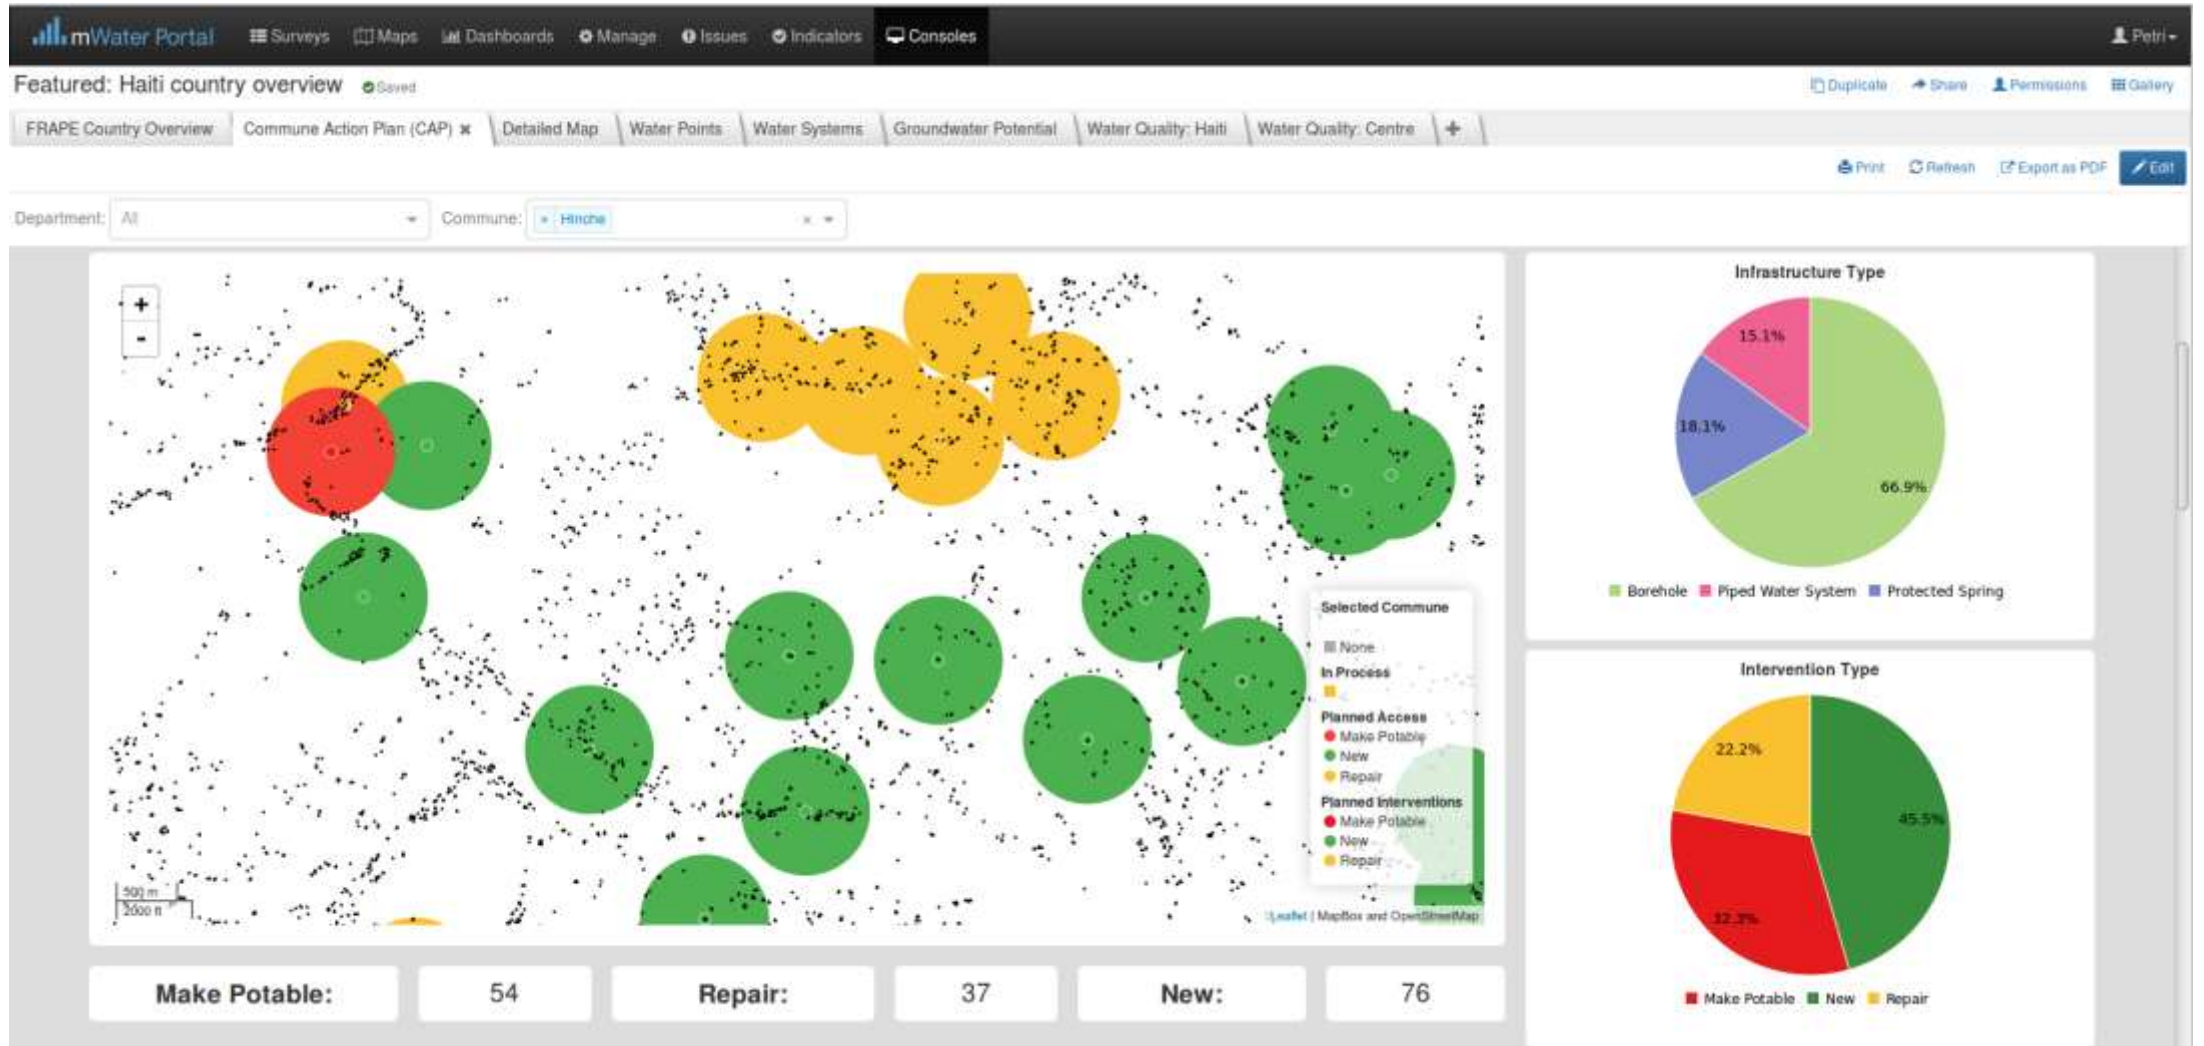 mWater Portal Surveys Maps Dashboards Manage Issues Indicators Consoles Petri
Featured: Haiti country overview Saved Duplicate Share Permissions Gallery
FRAPE Country Overview Commune Action Plan (CAP) Detailed Map Water Points Water Systems Groundwater Potential Water Quality: Haiti Water Quality: Centre +
Print Refresh Export as PDF Edit
Department: All Commune: × Hinche ×
+
-
500 m
2000 ft
Selected Commune
None
In Process
Planned Access
Make Potable
New
Repair
Planned Interventions
Make Potable
New
Repair
Leaflet | MapBox and OpenStreetMap
Infrastructure Type
15.1%
18.1%
66.9%
Borehole Piped Water System Protected Spring
Intervention Type
22.2%
45.5%
32.3%
Make Potable New Repair
Make Potable: 54 Repair: 37 New: 76